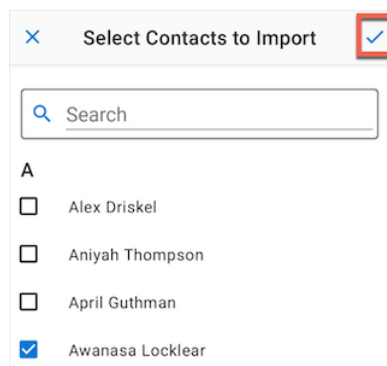 Select Contacts to Import
Search
A
Alex Driskel
Aniyah Thompson
April Guthman
Awanasa Locklear